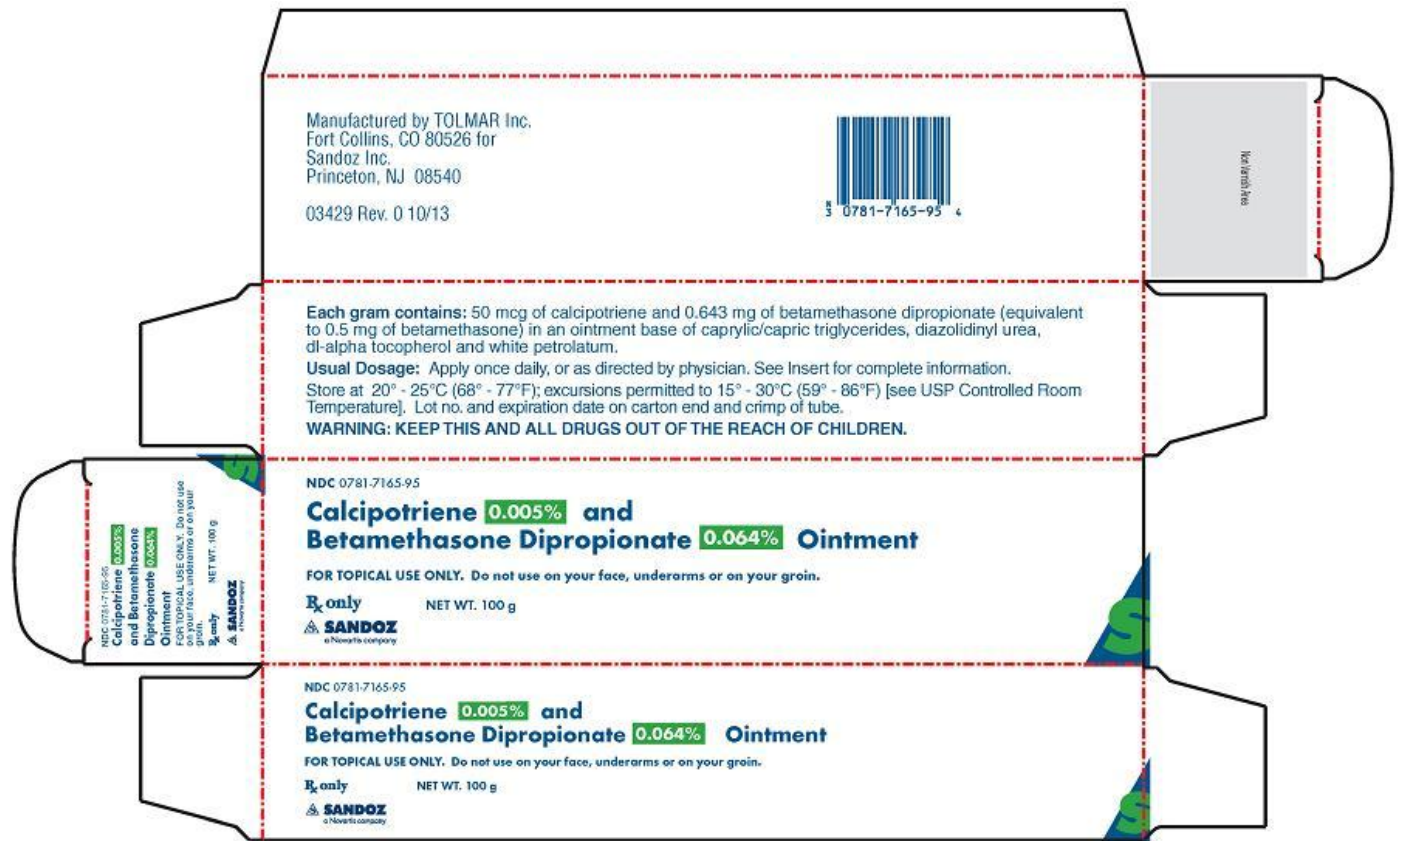 Manufactured by TOLMAR Inc.
Fort Collins, CO 80526 for
Sandoz Inc.
Princeton, NJ 08540
03429 Rev. 0 10/13
N
3 0781-7165-95 4
Non Varnish Area
Each gram contains: 50 mcg of calcipotriene and 0.643 mg of betamethasone dipropionate (equivalent
to 0.5 mg of betamethasone) in an ointment base of caprylic/capric triglycerides, diazolidinyl urea,
dl-alpha tocopherol and white petrolatum.
Usual Dosage: Apply once daily, or as directed by physician. See Insert for complete information.
Store at 20° - 25°C (68° - 77°F); excursions permitted to 15° - 30°C (59° - 86°F) [see USP Controlled Room
Temperature]. Lot no. and expiration date on carton end and crimp of tube.
WARNING: KEEP THIS AND ALL DRUGS OUT OF THE REACH OF CHILDREN.
NDC 0781-7165-95
Calcipotriene 0.005%
and Betamethasone
Dipropionate 0.064%
Ointment
FOR TOPICAL USE ONLY. Do not use
on your face, underarms or on your
groin.
Rx only NET WT. 100 g
S SANDOZ
a Novartis company
S
NDC 0781-7165-95
Calcipotriene 0.005% and
Betamethasone Dipropionate 0.064% Ointment
FOR TOPICAL USE ONLY. Do not use on your face, underarms or on your groin.
Rx only NET WT. 100 g
S SANDOZ
a Novartis company
S
NDC 0781-7165-95
Calcipotriene 0.005% and
Betamethasone Dipropionate 0.064% Ointment
FOR TOPICAL USE ONLY. Do not use on your face, underarms or on your groin.
Rx only NET WT. 100 g
S SANDOZ
a Novartis company
S